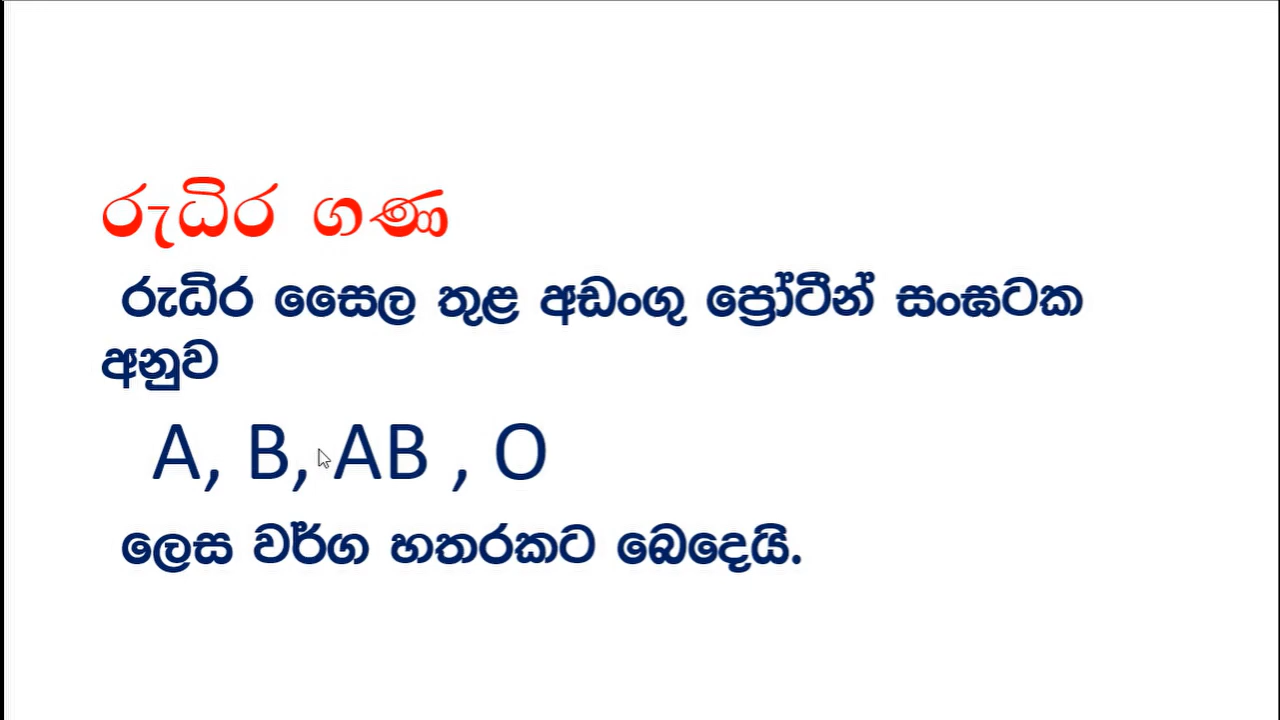 රුධිර ගණ
රුධිර සෛල තුළ අඩංගු ප්‍රෝටීන් සංඝටක
අනුව
A, B, AB , O
ලෙස වර්ග හතරකට බෙදෙයි.